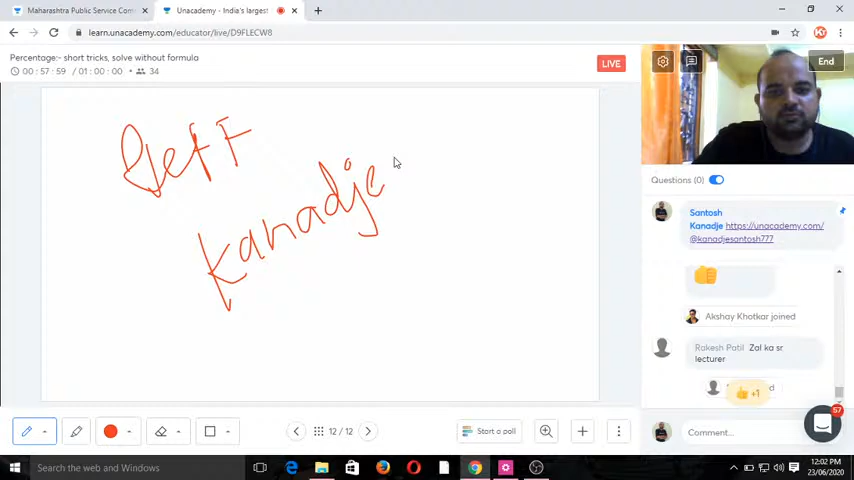 Maharashtra Public Service Com
Unacademy - India's largest
learn.unacademy.com/educator/live/D9FLECW8
Percentage:- short tricks, solve without formula
00 : 57 : 59 / 01 : 00 : 00 • 34
LIVE
End
Kanadje
Questions (0)
Santosh
Kanadje https://unacademy.com/
@kanadjesantosh777
Akshay Khotkar joined
Rakesh Patil Zal ka sr
lecturer
+1
57
12 / 12
Start a poll
Comment...
Search the web and Windows
12:02 PM
23/06/2020